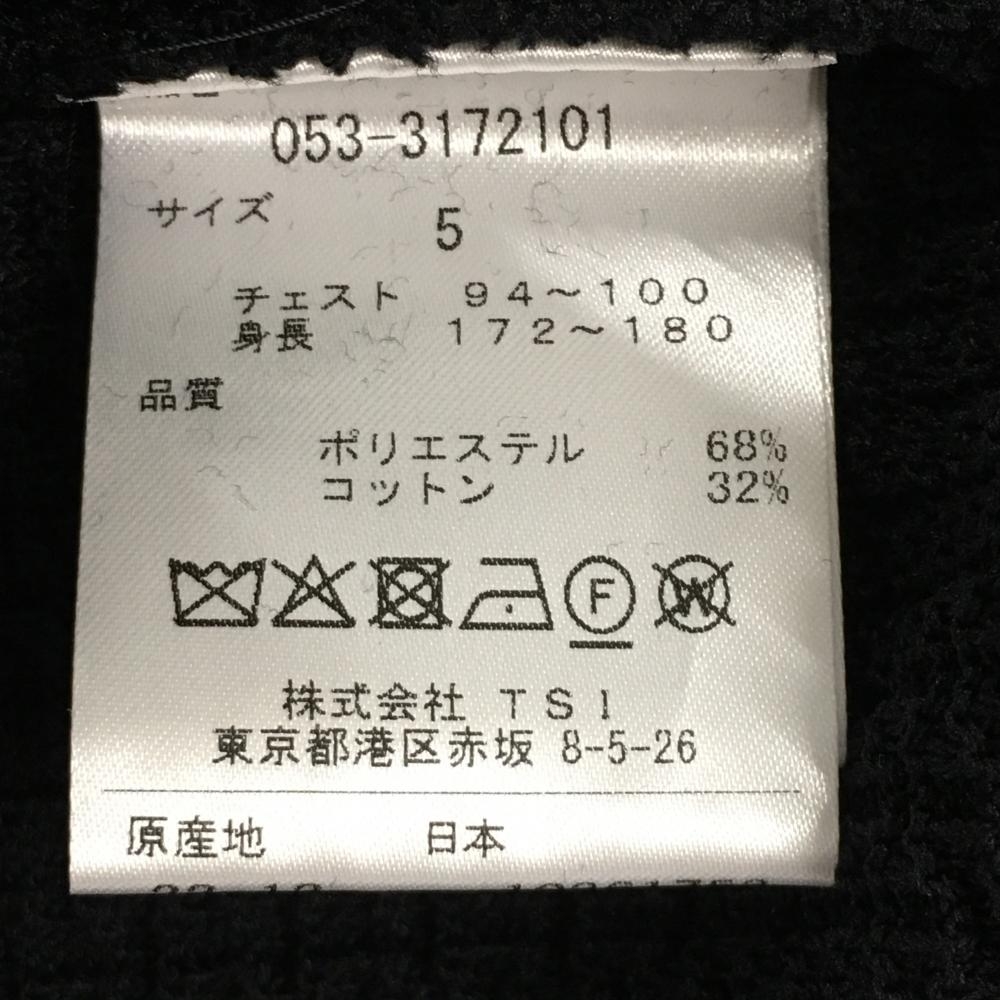 053-3172101
サイズ 5
チェスト 94～100
身長 172～180
品質
ポリエステル 68%
コットン 32%
F W
株式会社 TSI
東京都港区赤坂 8-5-26
原産地 日本